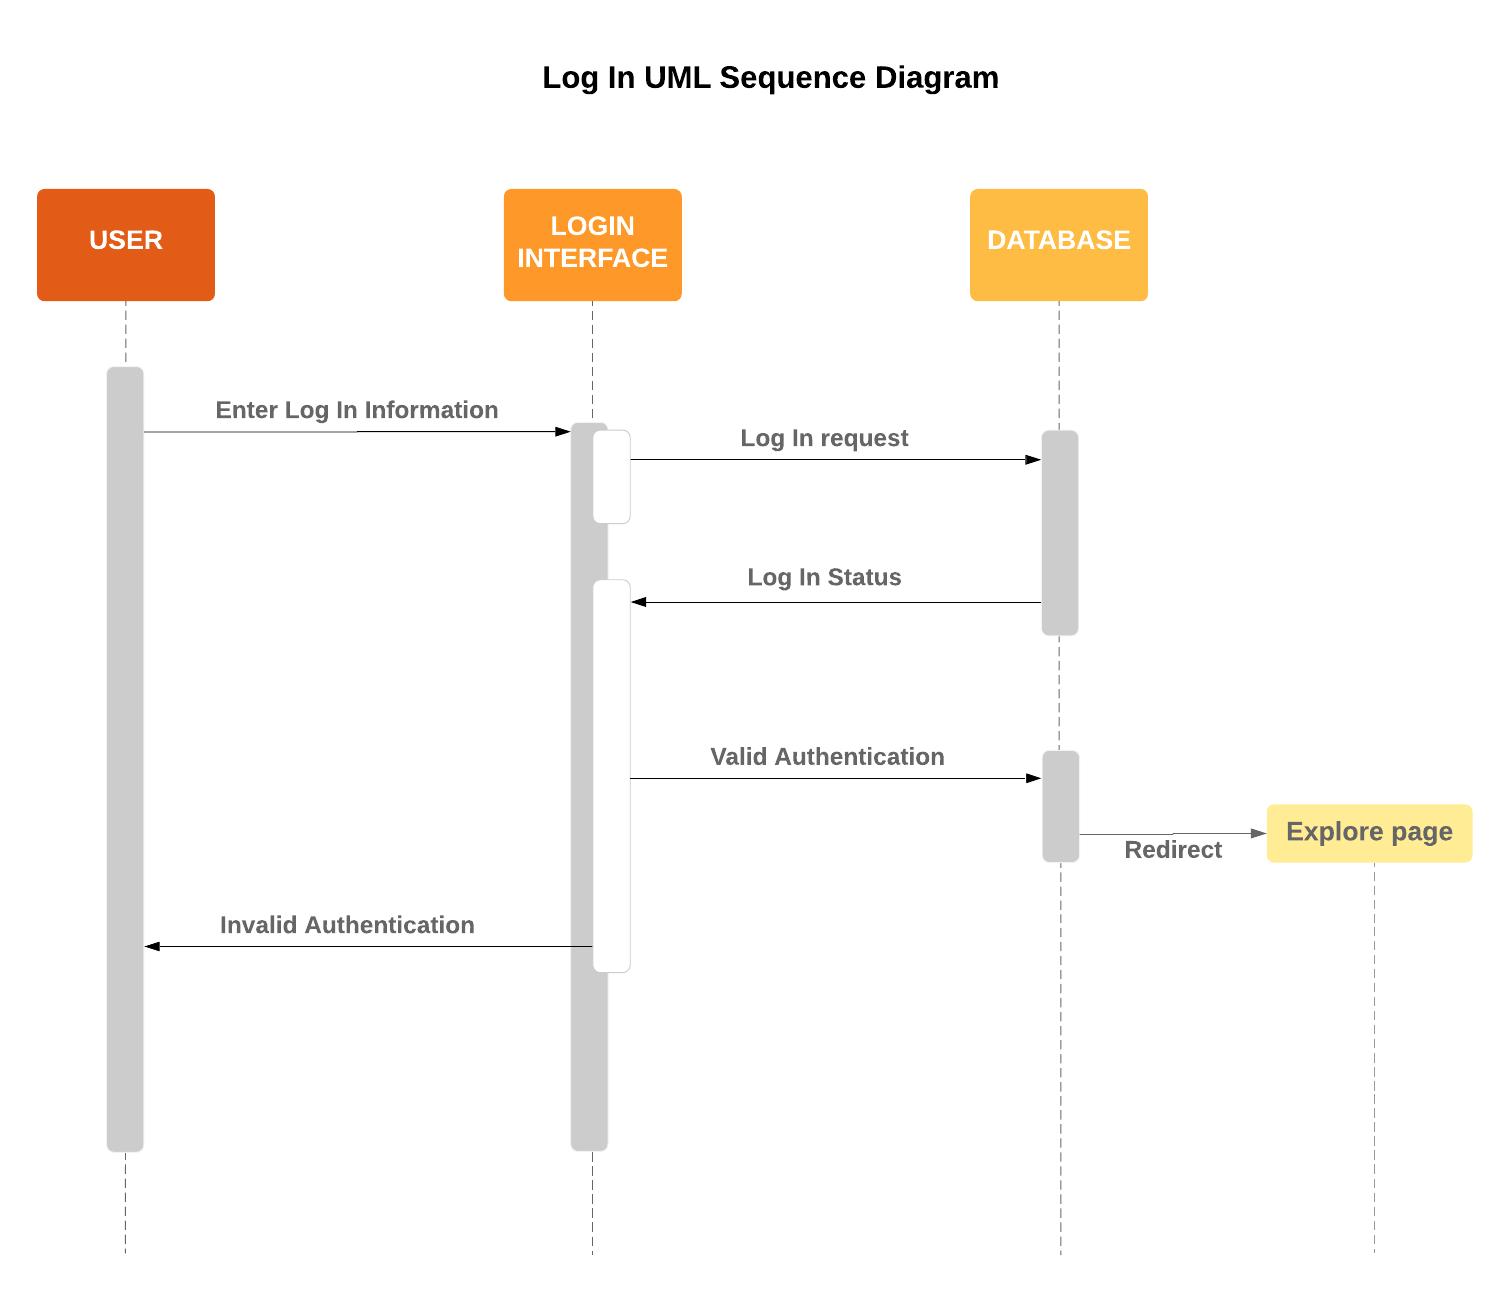 Log In UML Sequence Diagram
USER
LOGIN
INTERFACE
DATABASE
Enter Log In Information
Log In request
Log In Status
Valid Authentication
Explore page
Redirect
Invalid Authentication